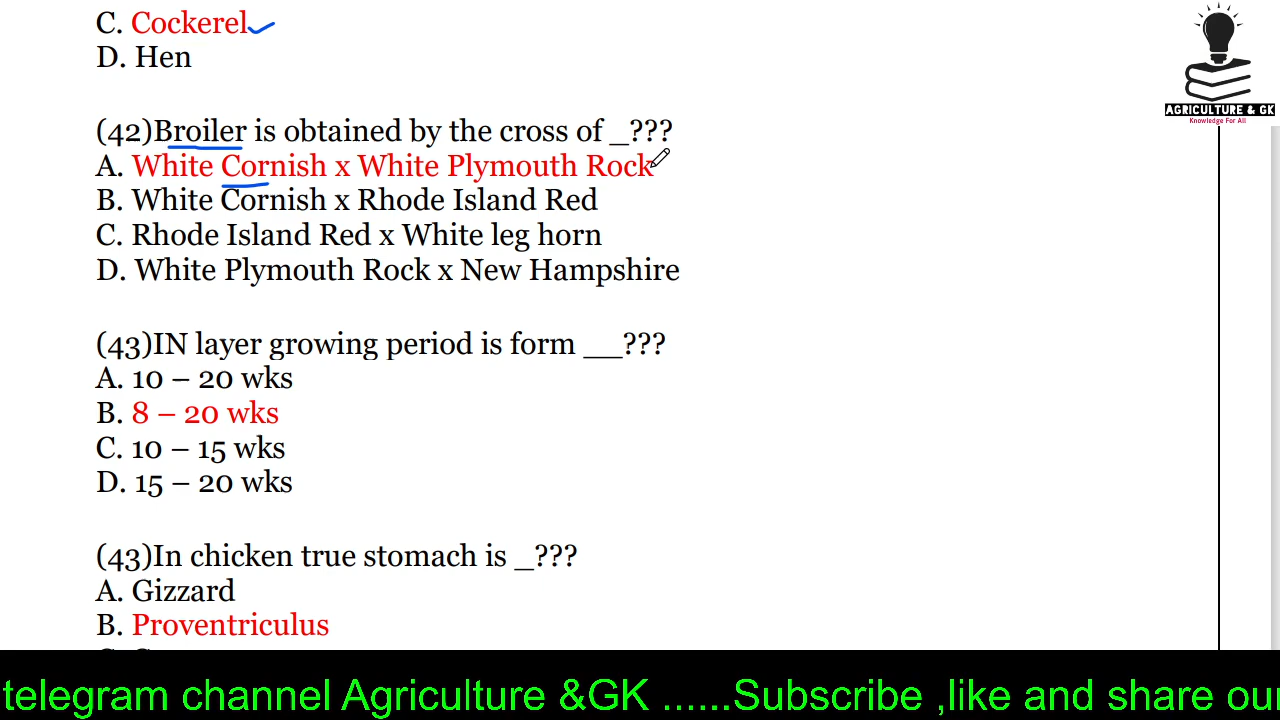 C. Cockerel
D. Hen
AGRICULTURE & GK
Knowledge For All
(42)Broiler is obtained by the cross of _???
A. White Cornish x White Plymouth Rock
B. White Cornish x Rhode Island Red
C. Rhode Island Red x White leg horn
D. White Plymouth Rock x New Hampshire
(43)IN layer growing period is form __???
A. 10 – 20 wks
B. 8 – 20 wks
C. 10 – 15 wks
D. 15 – 20 wks
(43)In chicken true stomach is _???
A. Gizzard
B. Proventriculus
telegram channel Agriculture &GK ......Subscribe ,like and share our